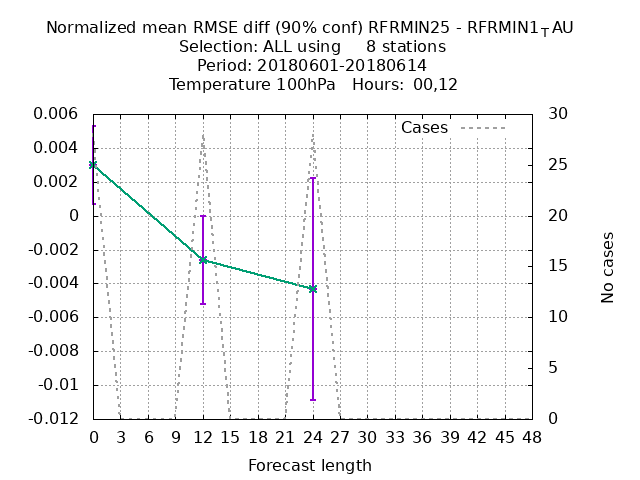 Normalized mean RMSE diff (90% conf) RFRMIN25 - RFRMIN1TAU
Selection: ALL using 8 stations
Period: 20180601-20180614
Temperature 100hPa Hours: 00,12
Cases
0.006
0.004
0.002
0
-0.002
-0.004
-0.006
-0.008
-0.01
-0.012
30
25
20
15
10
5
0
No cases
0 3 6 9 12 15 18 21 24 27 30 33 36 39 42 45 48
Forecast length